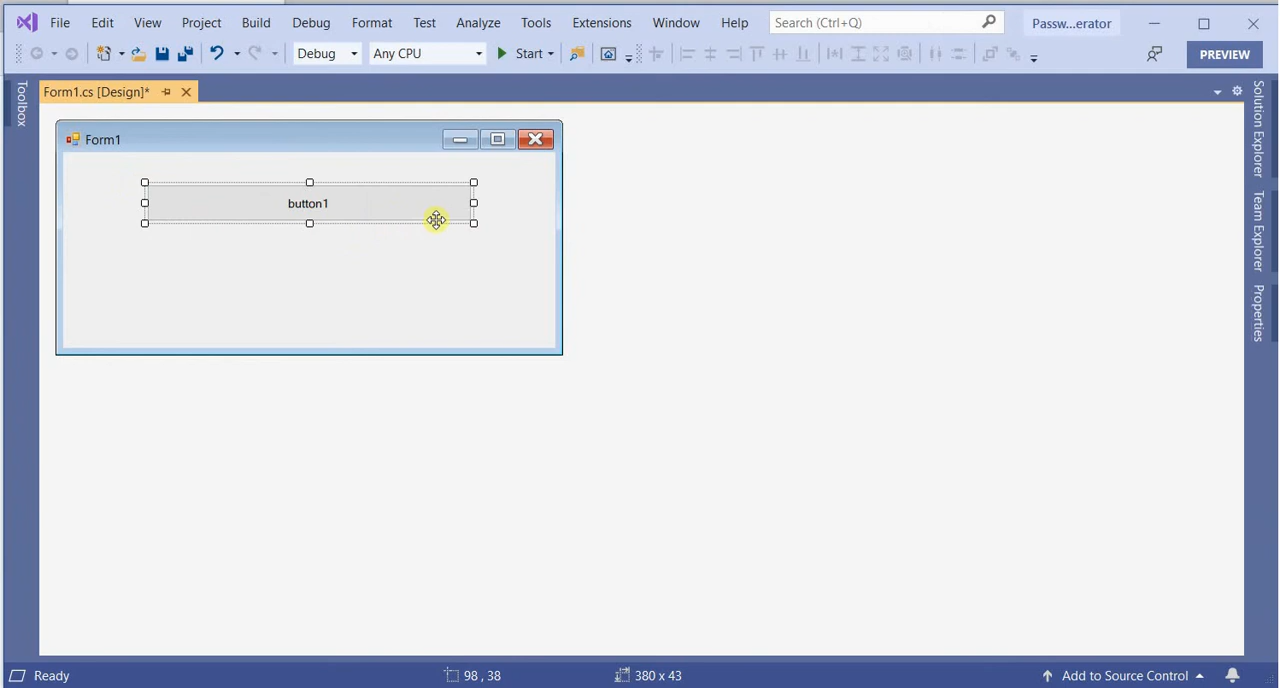 File Edit View Project Build Debug Format Test Analyze Tools Extensions Window Help Search (Ctrl+Q) Passw...erator
Debug Any CPU Start PREVIEW
Toolbox
Form1.cs [Design]*
Form1
button1
Solution Explorer
Team Explorer
Properties
Ready 98 , 38 380 x 43 Add to Source Control